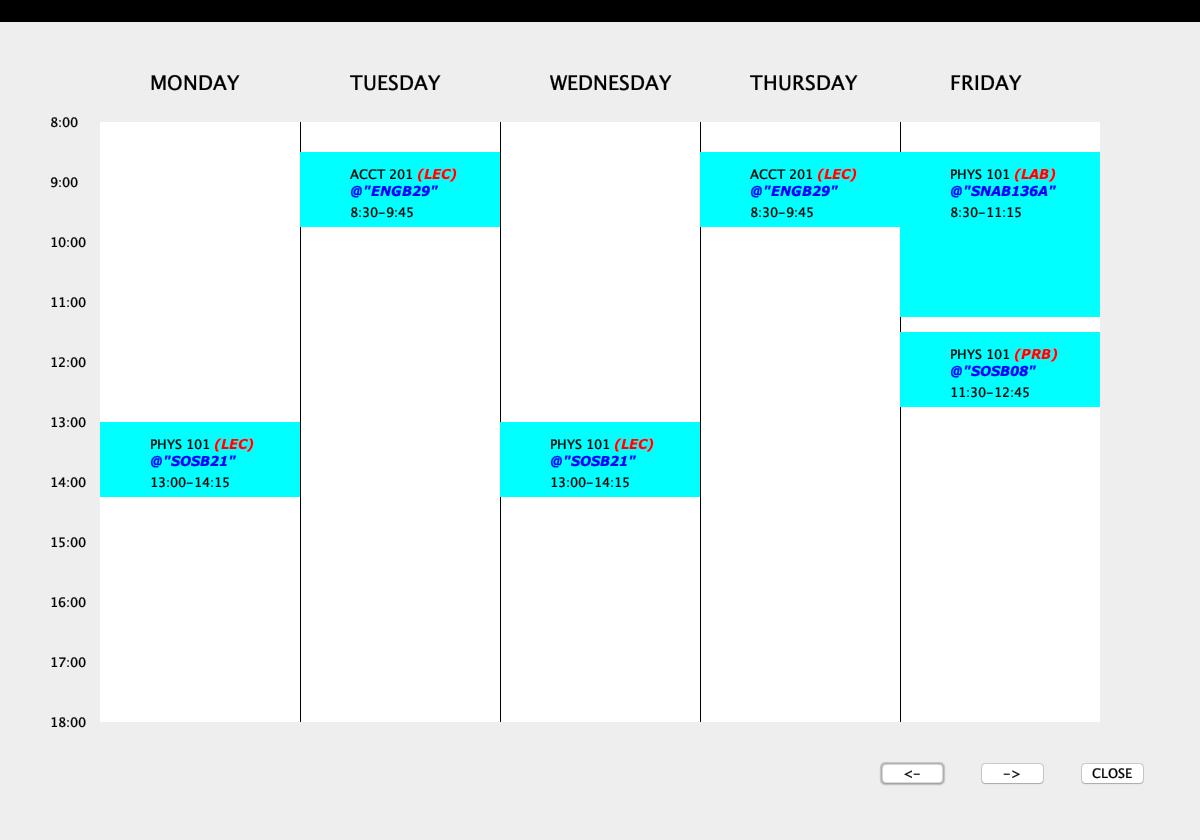 MONDAY TUESDAY WEDNESDAY THURSDAY FRIDAY
8:00
9:00
10:00
11:00
12:00
13:00
14:00
15:00
16:00
17:00
18:00
PHYS 101 (LEC)
@"SOSB21"
13:00-14:15
ACCT 201 (LEC)
@"ENGB29"
8:30-9:45
PHYS 101 (LEC)
@"SOSB21"
13:00-14:15
ACCT 201 (LEC)
@"ENGB29"
8:30-9:45
PHYS 101 (LAB)
@"SNAB136A"
8:30-11:15
PHYS 101 (PRB)
@"SOSB08"
11:30-12:45
<- -> CLOSE